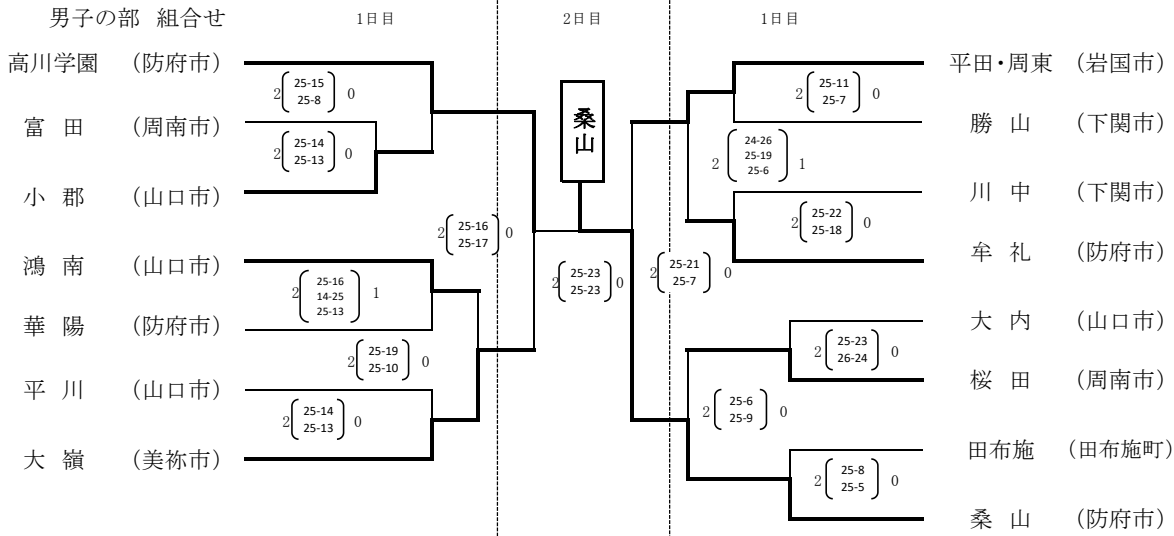 男子の部 組合せ
1日目
2日目
1日目
高川学園 （防府市）
富 田 （周南市）
小 郡 （山口市）
鴻 南 （山口市）
華 陽 （防府市）
平 川 （山口市）
大 嶺 （美祢市）
2 25-15 0
25-8
2 25-14 0
25-13
2 25-16 0
25-17
2 25-16 1
14-25
25-13
2 25-19 0
25-10
2 25-14 0
25-13
桑山
2 25-23 0
25-23
平田・周東 （岩国市）
勝 山 （下関市）
川 中 （下関市）
牟 礼 （防府市）
大 内 （山口市）
桜 田 （周南市）
田布施 （田布施町）
桑 山 （防府市）
2 25-11 0
25-7
2 24-26 1
25-19
25-6
2 25-22 0
25-18
2 25-21 0
25-7
2 25-23 0
26-24
2 25-6 0
25-9
2 25-8 0
25-5